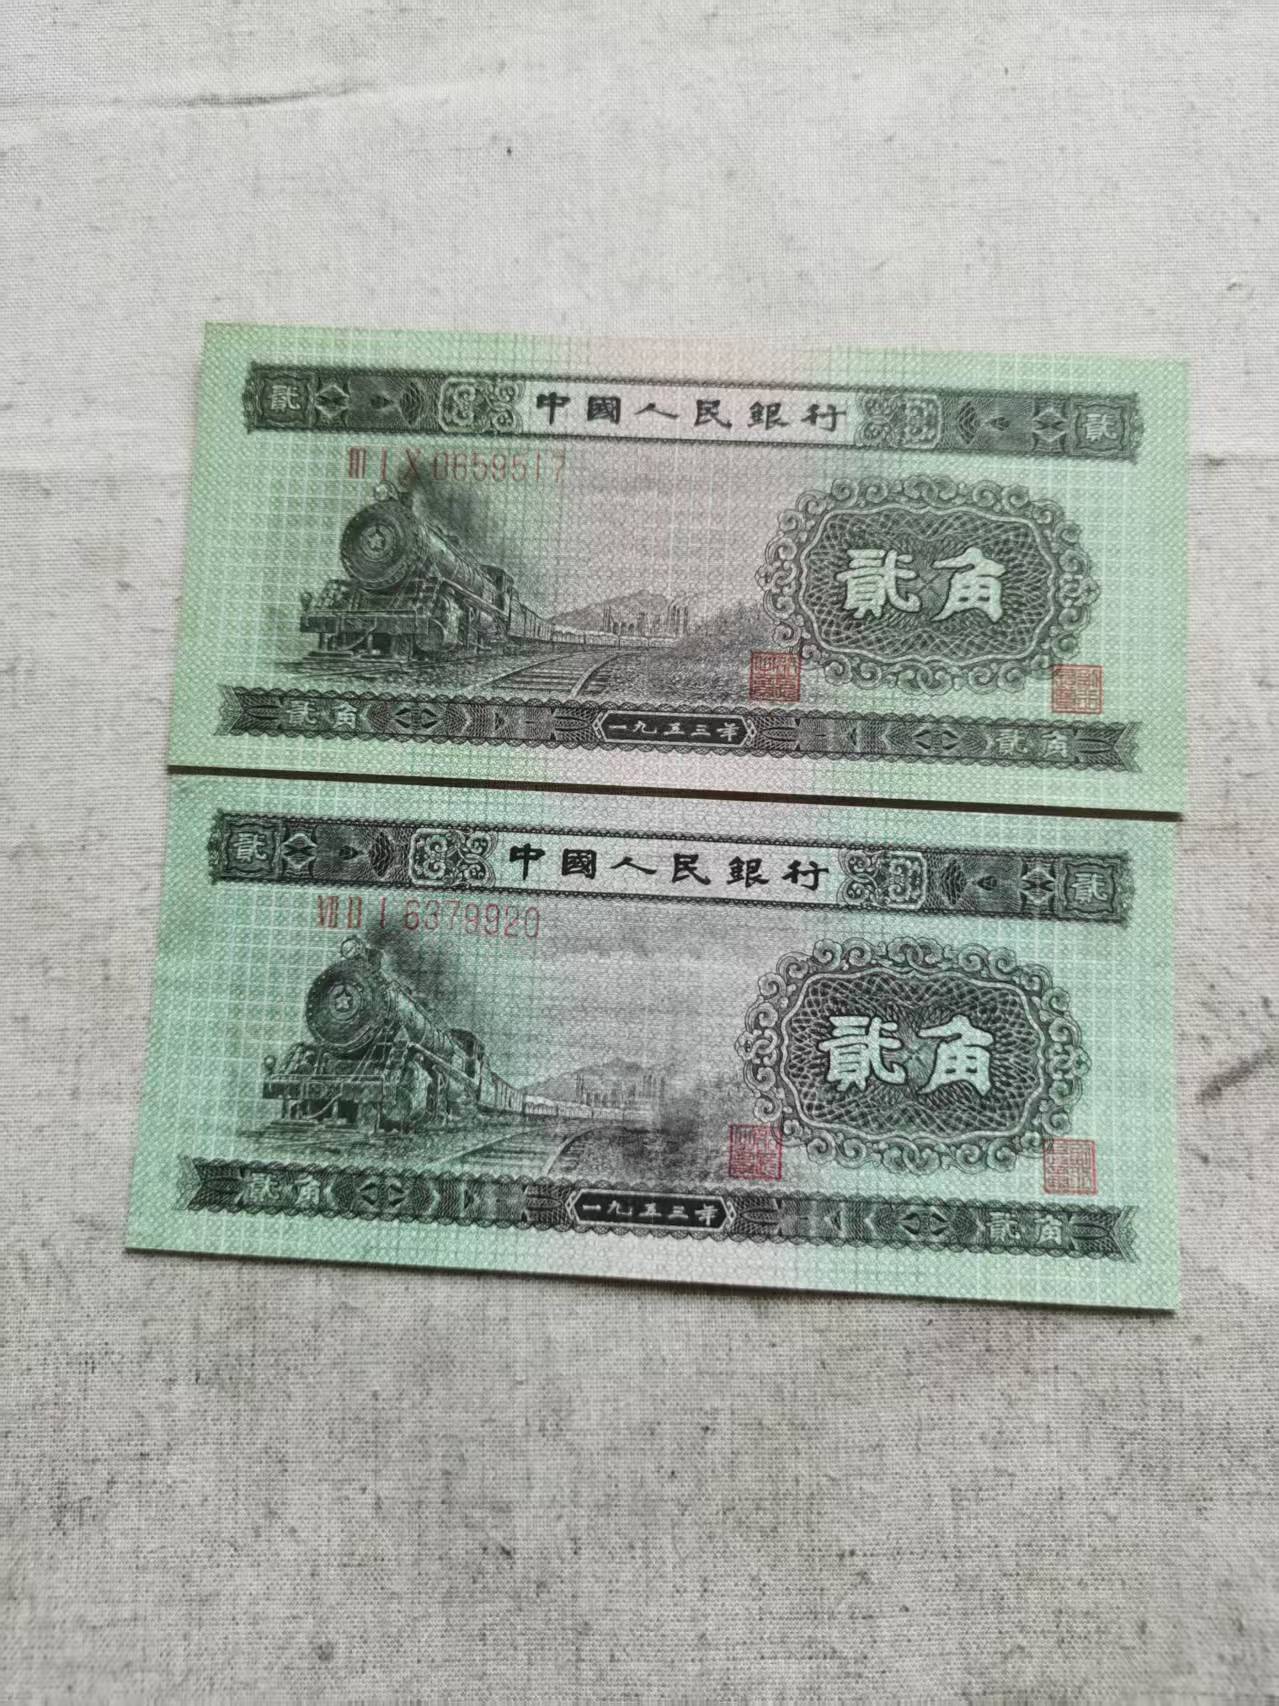 貳 中國人民銀行 貳
III I X 0659517
貳角
貳角 一九五三年 貳角
貳 中國人民銀行 貳
VII II I 6379920
貳角
貳角 一九五三年 貳角